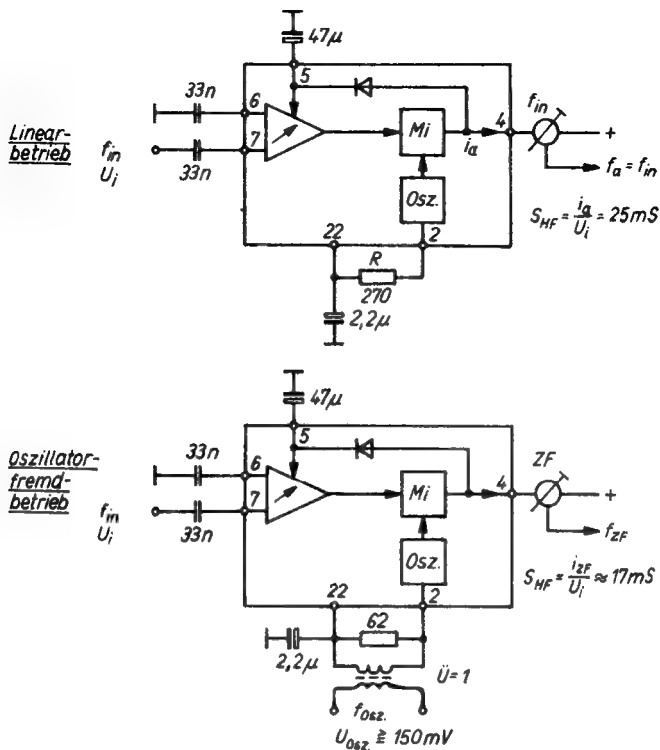 47µ
33n
5
6
7
4
f_in
+
Linear-
betrieb
f_in
U_i
33n
Mi
i_a
f_a = f_in
Osz.
S_HF = i_a/U_i = 25mS
22
2
R
270
2,2µ
47µ
Oszillator-
fremd-
betrieb
33n
5
6
7
4
ZF
+
f_in
U_i
33n
Mi
f_ZF
Osz.
S_HF = i_ZF/U_i ≈ 17mS
22
2
62
2,2µ
Ü=1
f_Osz.
U_Osz. ≧ 150mV